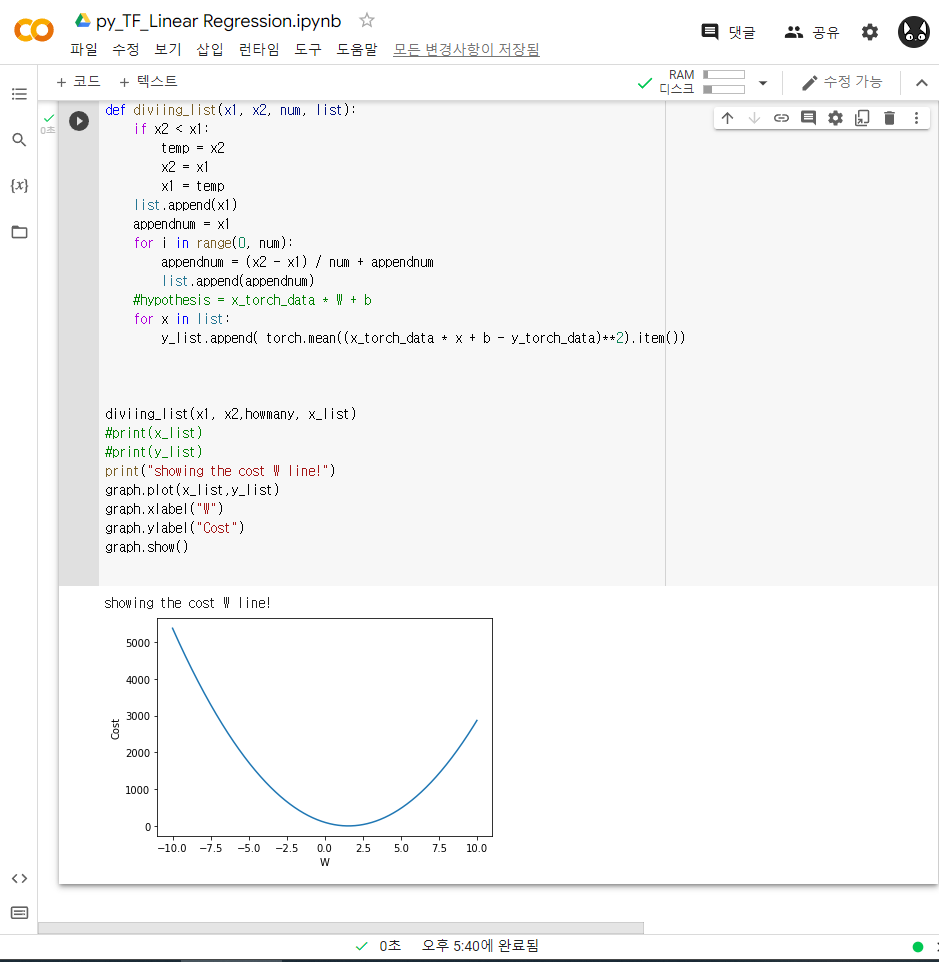 py_TF_Linear Regression.ipynb
파일 수정 보기 삽입 런타임 도구 도움말 모든 변경사항이 저장됨
댓글 공유
+ 코드 + 텍스트
RAM
디스크
수정 가능
{x}
0초
def diviing_list(x1, x2, num, list):
    if x2 < x1:
        temp = x2
        x2 = x1
        x1 = temp
    list.append(x1)
    appendnum = x1
    for i in range(0, num):
        appendnum = (x2 - x1) / num + appendnum
        list.append(appendnum)
    #hypothesis = x_torch_data * W + b
    for x in list:
        y_list.append( torch.mean((x_torch_data * x + b - y_torch_data)**2).item())
diviing_list(x1, x2,howmany, x_list)
#print(x_list)
#print(y_list)
print("showing the cost W line!")
graph.plot(x_list,y_list)
graph.xlabel("W")
graph.ylabel("Cost")
graph.show()
showing the cost W line!
5000
4000
3000
2000
1000
0
Cost
−10.0 −7.5 −5.0 −2.5 0.0 2.5 5.0 7.5 10.0
W
0초 오후 5:40에 완료됨